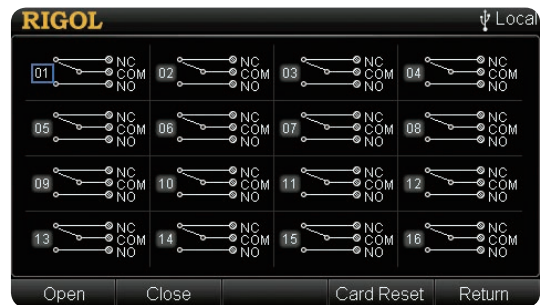 RIGOL Local
01 NC COM NO 02 NC COM NO 03 NC COM NO 04 NC COM NO
05 NC COM NO 06 NC COM NO 07 NC COM NO 08 NC COM NO
09 NC COM NO 10 NC COM NO 11 NC COM NO 12 NC COM NO
13 NC COM NO 14 NC COM NO 15 NC COM NO 16 NC COM NO
Open Close Card Reset Return